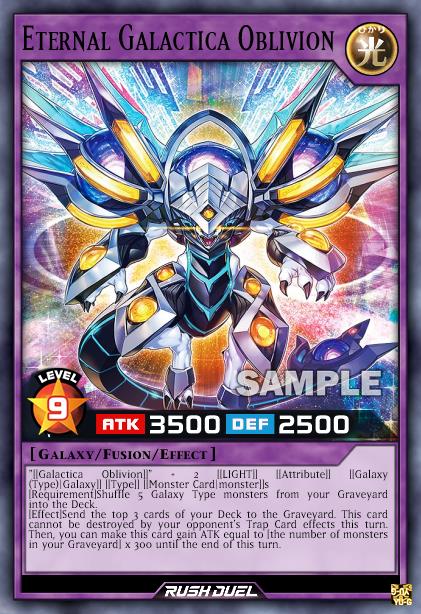 ETERNAL GALACTICA OBLIVION
ひかり
光
SAMPLE
LEVEL
9
ATK 3500 DEF 2500
[ GALAXY/FUSION/EFFECT ]
"[[Galactica Oblivion]]" + 2 [[LIGHT]] [[Attribute]] [[Galaxy
(Type)|Galaxy]] [[Type]] [[Monster Card|monster]]s
[Requirement]Shuffle 5 Galaxy Type monsters from your Graveyard
into the Deck.
[Effect]Send the top 3 cards of your Deck to the Graveyard. This card
cannot be destroyed by your opponent's Trap Card effects this turn.
Then, you can make this card gain ATK equal to [the number of monsters
in your Graveyard] x 300 until the end of this turn.
RUSH DUEL